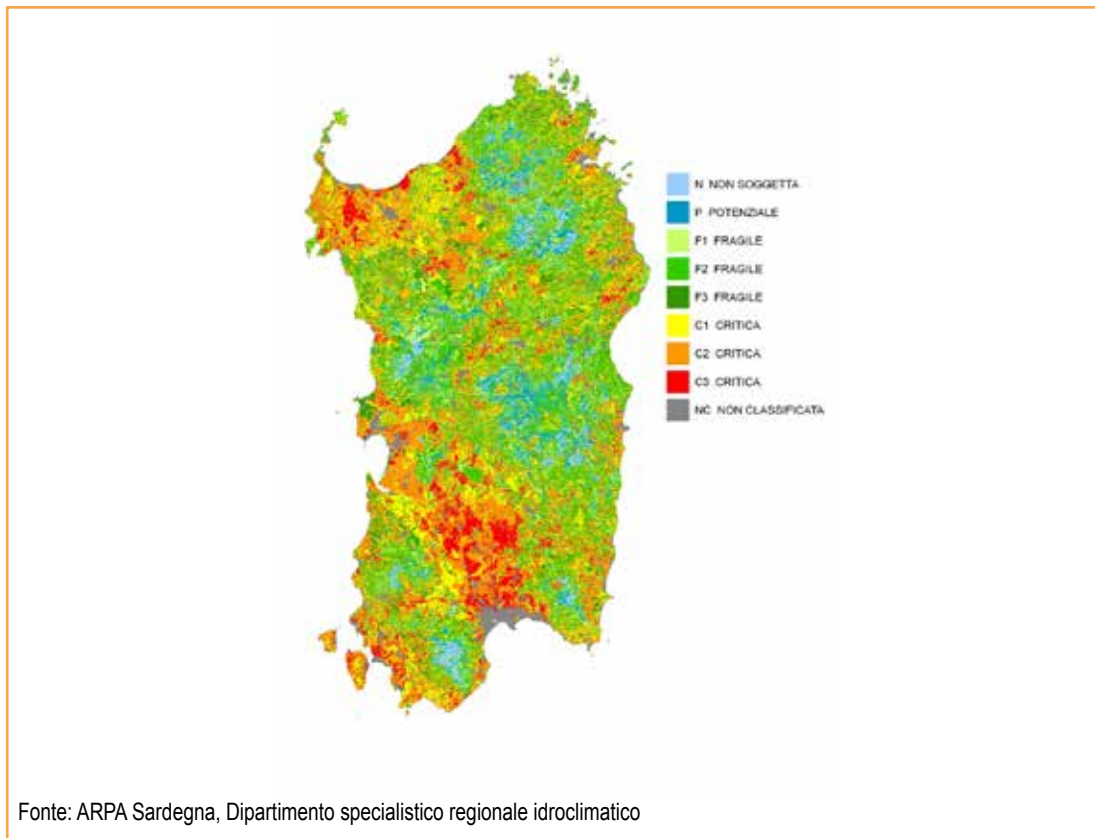 N NON SOGGETTA
P POTENZIALE
F1 FRAGILE
F2 FRAGILE
F3 FRAGILE
C1 CRITICA
C2 CRITICA
C3 CRITICA
NC NON CLASSIFICATA
Fonte: ARPA Sardegna, Dipartimento specialistico regionale idroclimatico